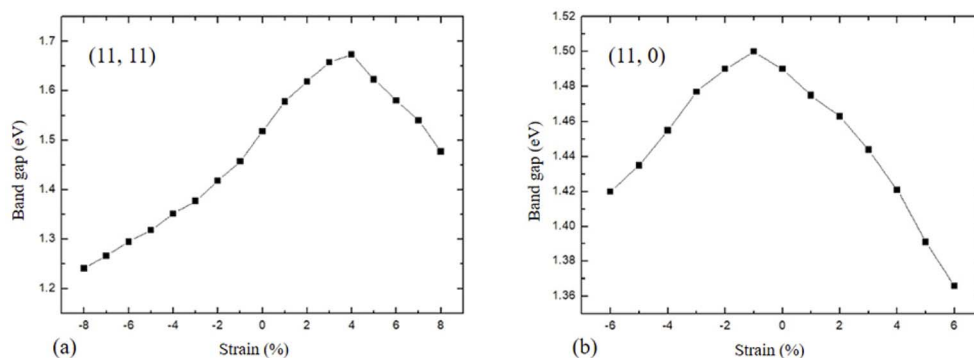 (11, 11)
Band gap (eV)
1.7
1.6
1.5
1.4
1.3
1.2
-8 -6 -4 -2 0 2 4 6 8
(a) Strain (%)
(11, 0)
Band gap (eV)
1.52
1.50
1.48
1.46
1.44
1.42
1.40
1.38
1.36
-6 -4 -2 0 2 4 6
(b) Strain (%)